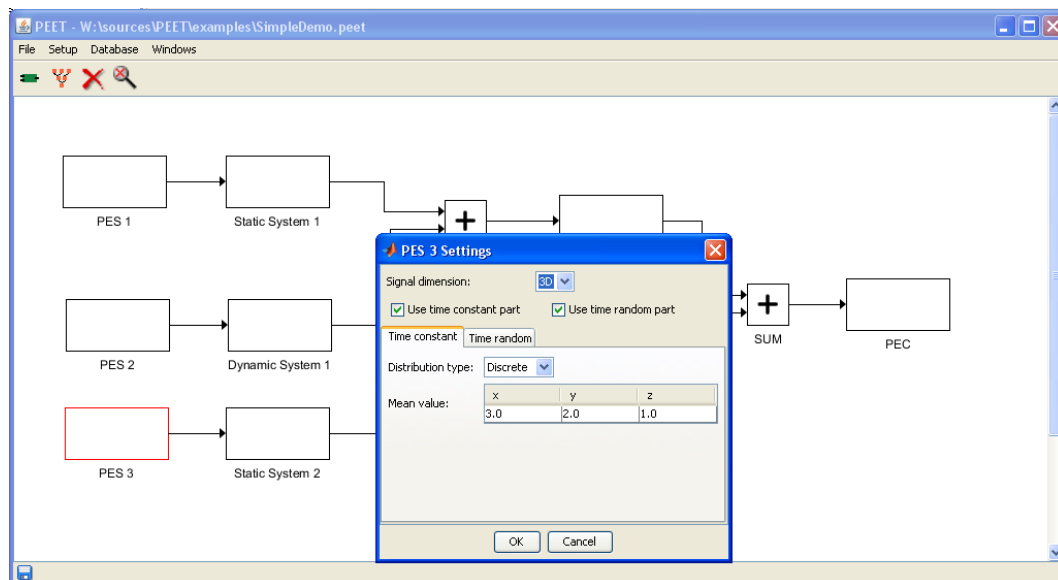 PEET - W:\sources\PEET\examples\SimpleDemo.peet
File Setup Database Windows
PES 1
Static System 1
+
PES 3 Settings
Signal dimension: 3D
Use time constant part Use time random part
Time constant Time random
Distribution type: Discrete
x y z
Mean value:
3.0 2.0 1.0
OK Cancel
PES 2
Dynamic System 1
+
SUM
PEC
PES 3
Static System 2